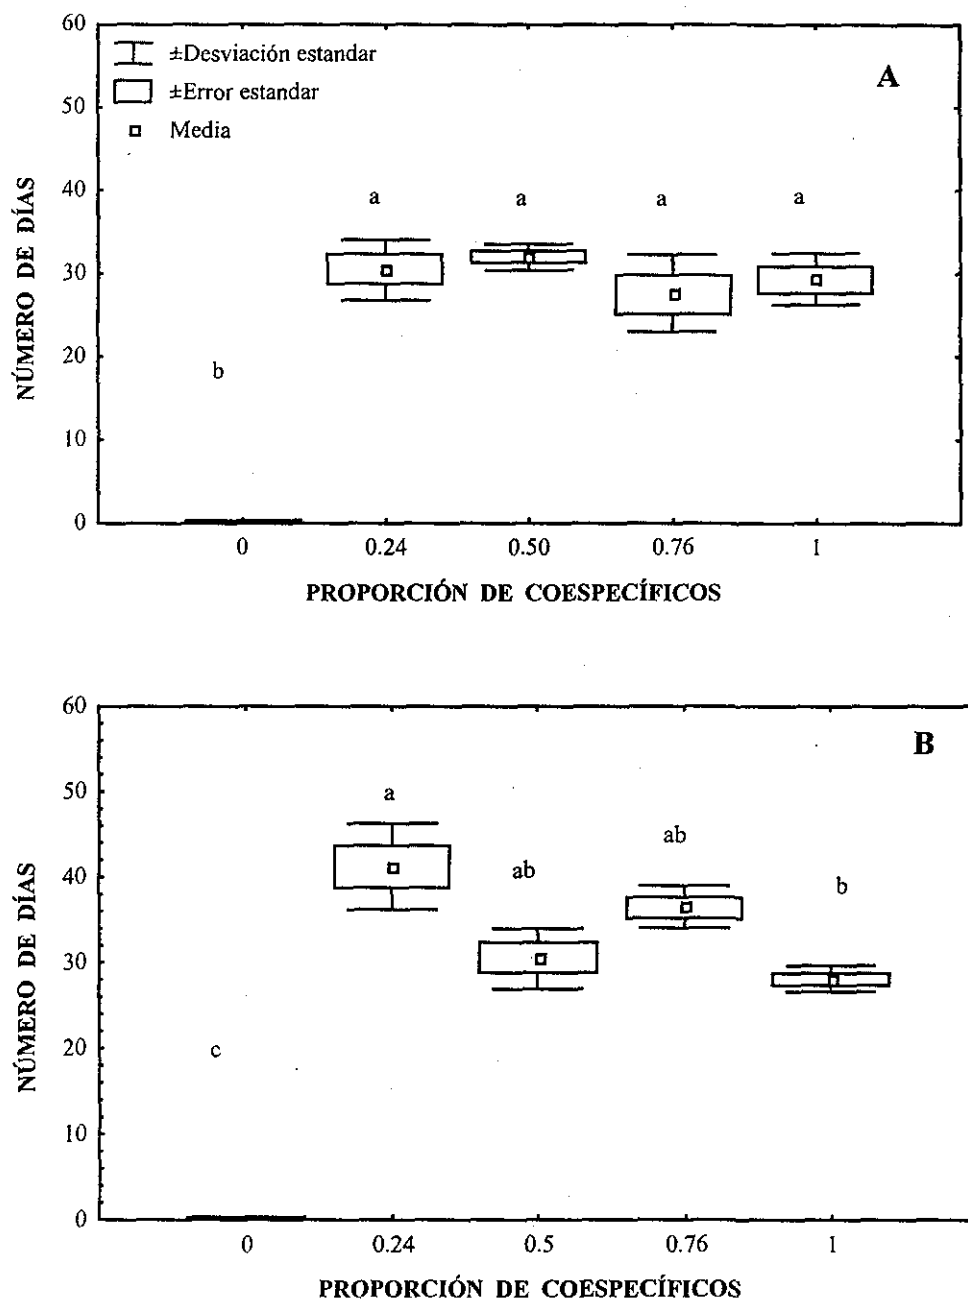 60
±Desviación estandar
A
±Error estandar
50
Media
40
a a a a
30
20
b
10
0
0 0.24 0.50 0.76 1
NÚMERO DE DÍAS
PROPORCIÓN DE COESPECÍFICOS
60
B
50
a
ab
40
ab
b
30
20
c
10
0
0 0.24 0.5 0.76 1
NÚMERO DE DÍAS
PROPORCIÓN DE COESPECÍFICOS